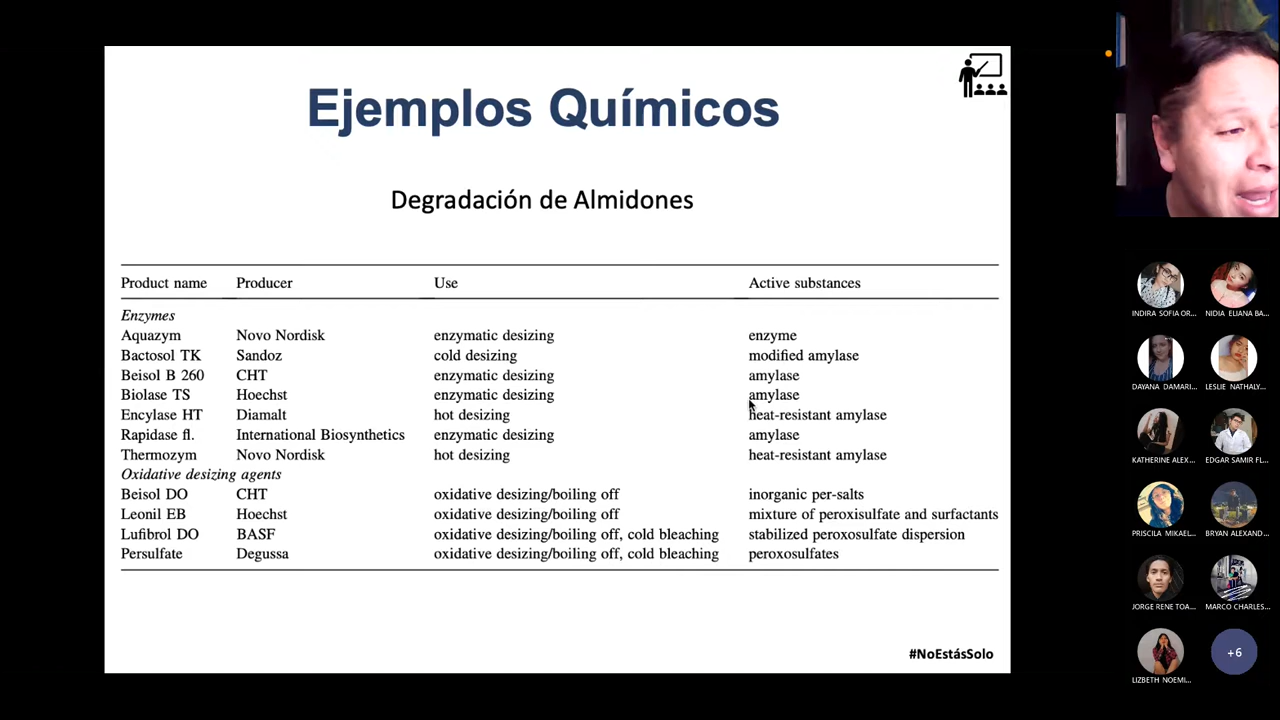 Ejemplos Químicos
Degradación de Almidones
Product name Producer Use Active substances
Enzymes
Aquazym Novo Nordisk enzymatic desizing enzyme
Bactosol TK Sandoz cold desizing modified amylase
Beisol B 260 CHT enzymatic desizing amylase
Biolase TS Hoechst enzymatic desizing amylase
Encylase HT Diamalt hot desizing heat-resistant amylase
Rapidase fl. International Biosynthetics enzymatic desizing amylase
Thermozym Novo Nordisk hot desizing heat-resistant amylase
Oxidative desizing agents
Beisol DO CHT oxidative desizing/boiling off inorganic per-salts
Leonil EB Hoechst oxidative desizing/boiling off mixture of peroxisulfate and surfactants
Lufibrol DO BASF oxidative desizing/boiling off, cold bleaching stabilized peroxosulfate dispersion
Persulfate Degussa oxidative desizing/boiling off, cold bleaching peroxosulfates
#NoEstásSolo
INDIRA SOFIA OR... NIDIA ELIANA BA...
DAYANA DAMARI... LESLIE NATHALY...
KATHERINE ALEX... EDGAR SAMIR FL...
PRISCILA MIKAEL... BRYAN ALEXAND...
JORGE RENE TOA... MARCO CHARLES...
LIZBETH NOEMI... +6